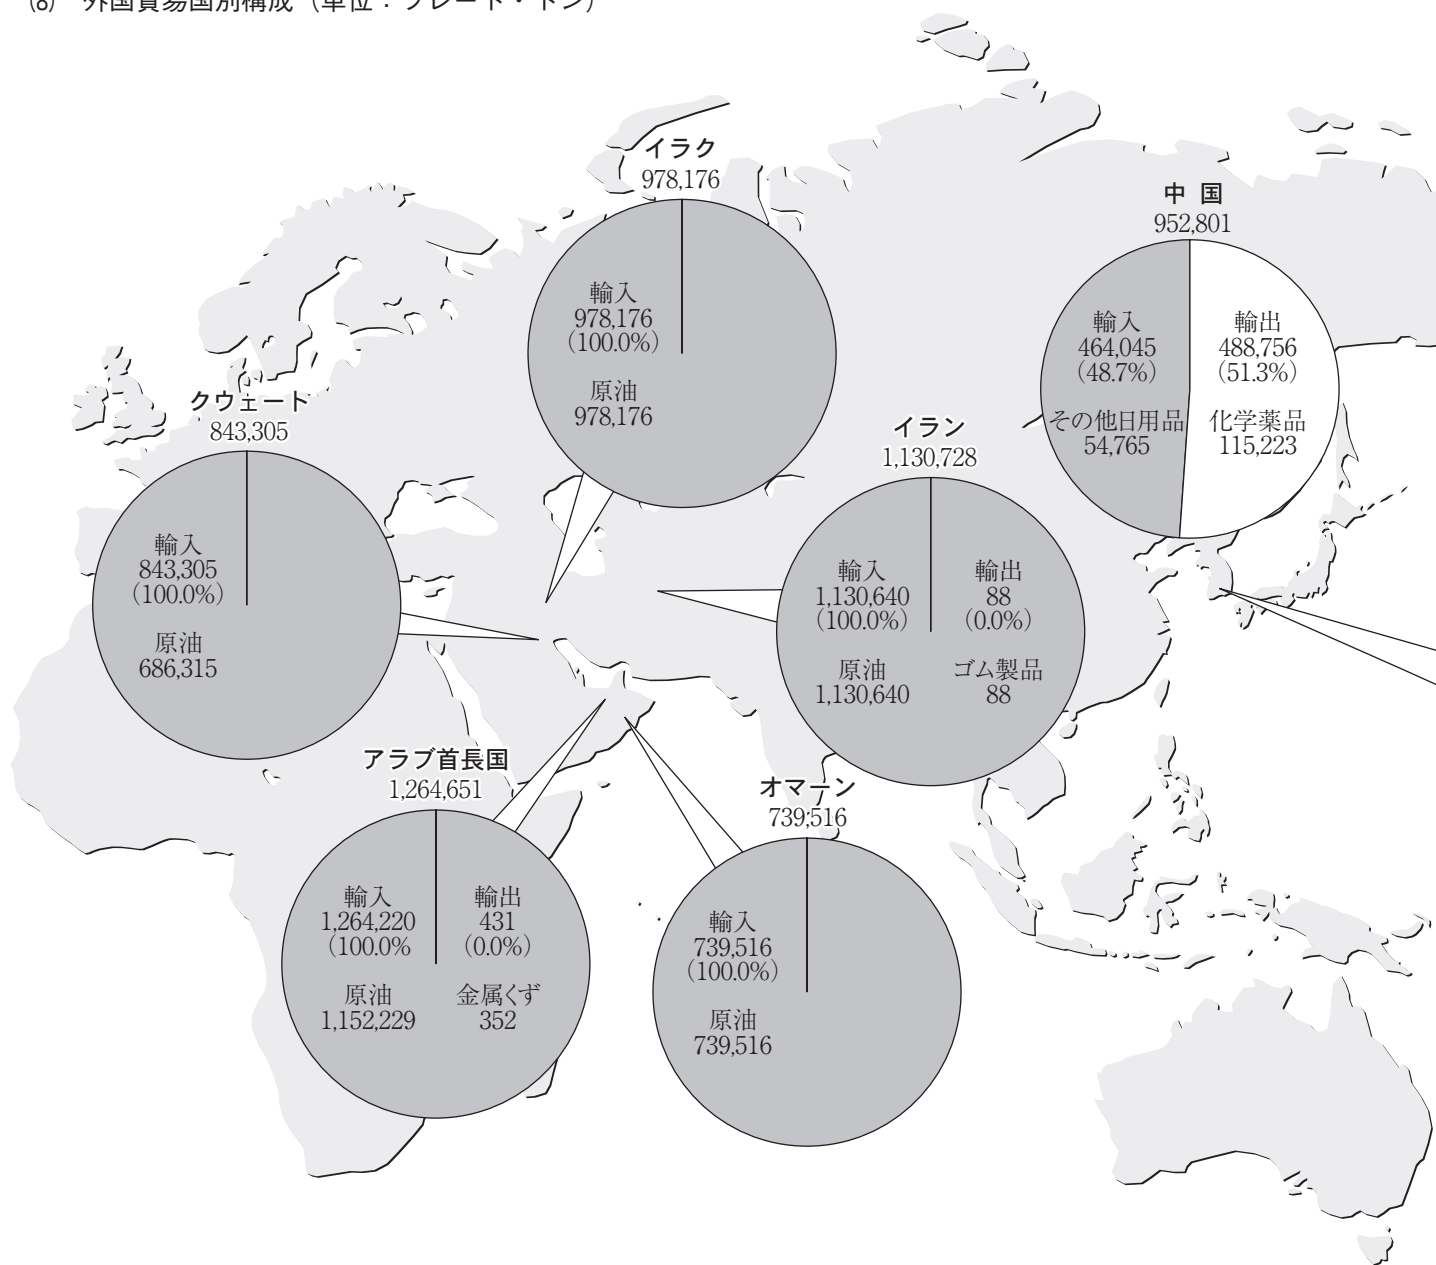 ⑻ 外国貿易国別構成（単位：フレート・トン）
イラク
978,176
輸入
978,176
（100.0%）
原油
978,176
中 国
952,801
輸入
464,045
（48.7%）
その他日用品
54,765
輸出
488,756
（51.3%）
化学薬品
115,223
クウェート
843,305
輸入
843,305
（100.0%）
原油
686,315
イラン
1,130,728
輸入
1,130,640
（100.0%）
原油
1,130,640
輸出
88
（0.0%）
ゴム製品
88
アラブ首長国
1,264,651
輸入
1,264,220
（100.0%
原油
1,152,229
輸出
431
（0.0%）
金属くず
352
オマーン
739,516
輸入
739,516
（100.0%）
原油
739,516